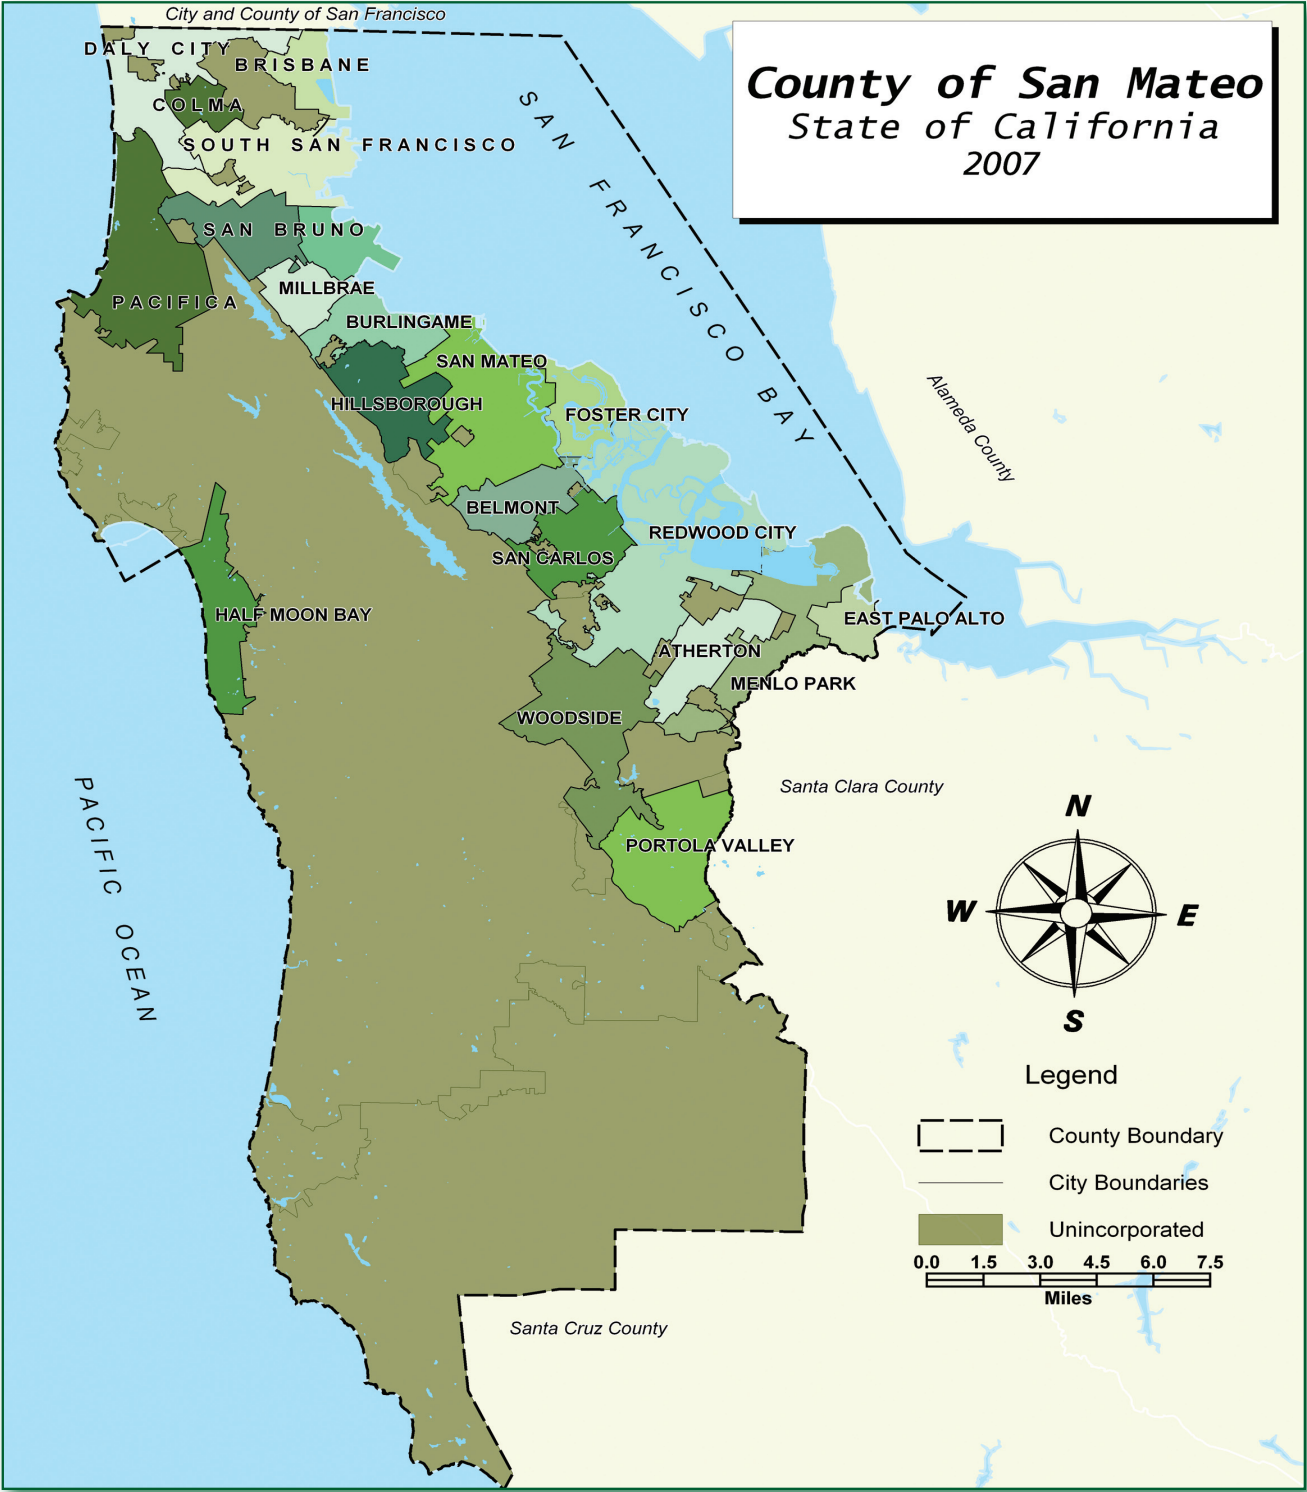 City and County of San Francisco
County of San Mateo
State of California
2007
DALY CITY
BRISBANE
COLMA
SOUTH SAN FRANCISCO
SAN FRANCISCO BAY
SAN BRUNO
MILLBRAE
PACIFICA
BURLINGAME
SAN MATEO
HILLSBOROUGH
FOSTER CITY
Alameda County
BELMONT
REDWOOD CITY
SAN CARLOS
HALF MOON BAY
EAST PALO ALTO
ATHERTON
MENLO PARK
WOODSIDE
PACIFIC OCEAN
Santa Clara County
PORTOLA VALLEY
N
W
E
S
Legend
County Boundary
City Boundaries
Unincorporated
0.0 1.5 3.0 4.5 6.0 7.5
Miles
Santa Cruz County